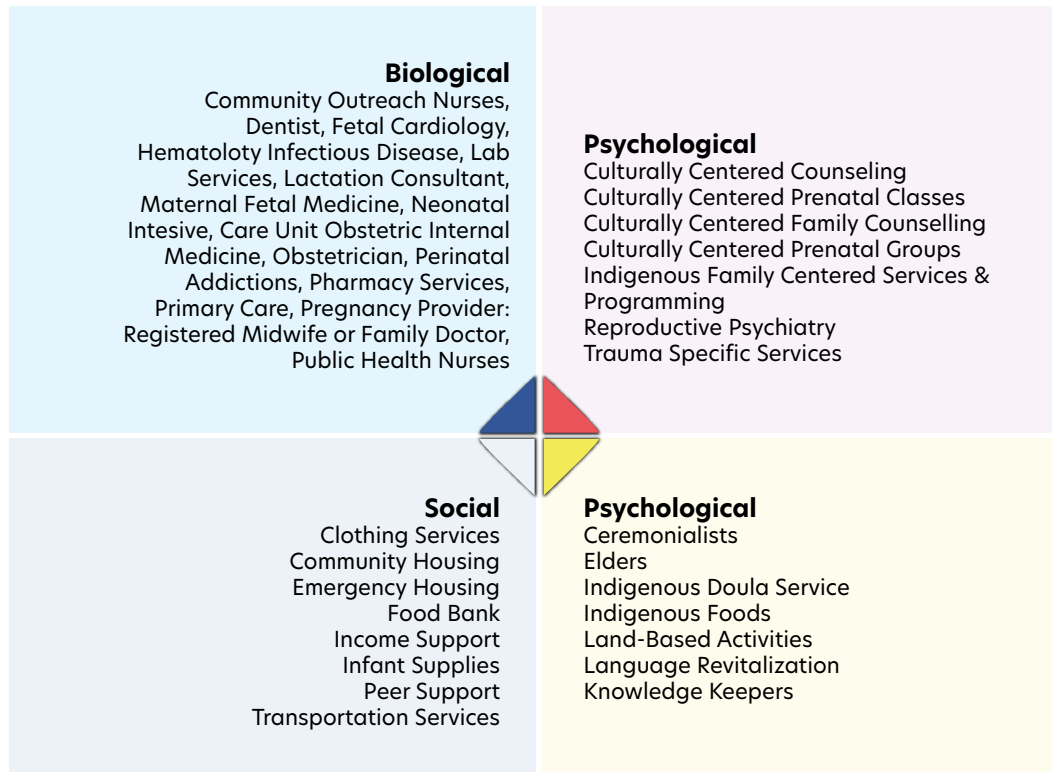 Biological
Community Outreach Nurses,
Dentist, Fetal Cardiology,
Hematoloty Infectious Disease, Lab
Services, Lactation Consultant,
Maternal Fetal Medicine, Neonatal
Intesive, Care Unit Obstetric Internal
Medicine, Obstetrician, Perinatal
Addictions, Pharmacy Services,
Primary Care, Pregnancy Provider:
Registered Midwife or Family Doctor,
Public Health Nurses
Psychological
Culturally Centered Counseling
Culturally Centered Prenatal Classes
Culturally Centered Family Counselling
Culturally Centered Prenatal Groups
Indigenous Family Centered Services &
Programming
Reproductive Psychiatry
Trauma Specific Services
Social
Clothing Services
Community Housing
Emergency Housing
Food Bank
Income Support
Infant Supplies
Peer Support
Transportation Services
Psychological
Ceremonialists
Elders
Indigenous Doula Service
Indigenous Foods
Land-Based Activities
Language Revitalization
Knowledge Keepers